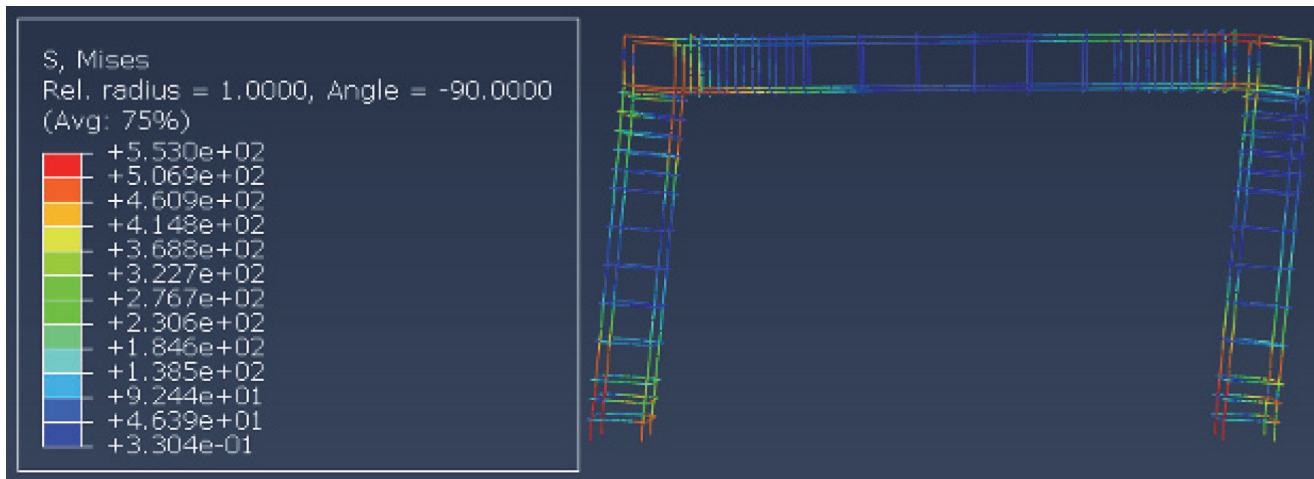 S, Mises
Rel. radius = 1.0000, Angle = -90.0000
(Avg: 75%)
+5.530e+02
+5.069e+02
+4.609e+02
+4.148e+02
+3.688e+02
+3.227e+02
+2.767e+02
+2.306e+02
+1.846e+02
+1.385e+02
+9.244e+01
+4.639e+01
+3.304e-01